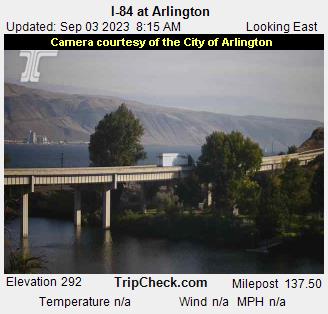 I-84 at Arlington
Updated: Sep 03 2023 8:15 AM Looking East
Camera courtesy of the City of Arlington
Elevation 292 TripCheck.com Milepost 137.50
Temperature n/a Wind n/a MPH n/a